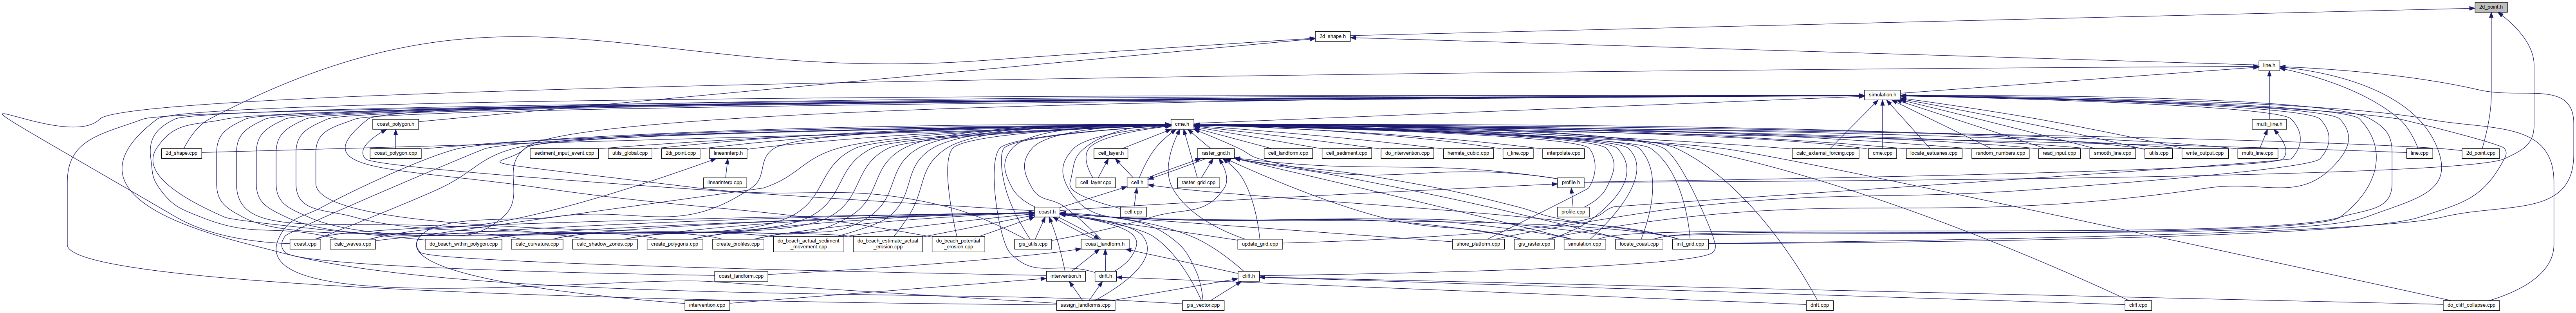 2d_point.h
2d_shape.h
line.h
simulation.h
coast_polygon.h
cme.h
multi_line.h
2d_shape.cpp
coast_polygon.cpp
sediment_input_event.cpp
utils_global.cpp
2di_point.cpp
linearinterp.h
cell_layer.h
raster_grid.h
cell_landform.cpp
cell_sediment.cpp
do_intervention.cpp
hermite_cubic.cpp
i_line.cpp
interpolate.cpp
calc_external_forcing.cpp
cme.cpp
locate_estuaries.cpp
random_numbers.cpp
read_input.cpp
smooth_line.cpp
utils.cpp
write_output.cpp
multi_line.cpp
line.cpp
2d_point.cpp
linearinterp.cpp
cell_layer.cpp
cell.h
raster_grid.cpp
profile.h
coast.h
cell.cpp
profile.cpp
coast.cpp
calc_waves.cpp
do_beach_within_polygon.cpp
calc_curvature.cpp
calc_shadow_zones.cpp
create_polygons.cpp
create_profiles.cpp
do_beach_actual_sediment
_movement.cpp
do_beach_estimate_actual
_erosion.cpp
do_beach_potential
_erosion.cpp
gis_utils.cpp
coast_landform.h
update_grid.cpp
shore_platform.cpp
gis_raster.cpp
simulation.cpp
locate_coast.cpp
init_grid.cpp
coast_landform.cpp
intervention.h
drift.h
cliff.h
intervention.cpp
assign_landforms.cpp
gis_vector.cpp
drift.cpp
cliff.cpp
do_cliff_collapse.cpp